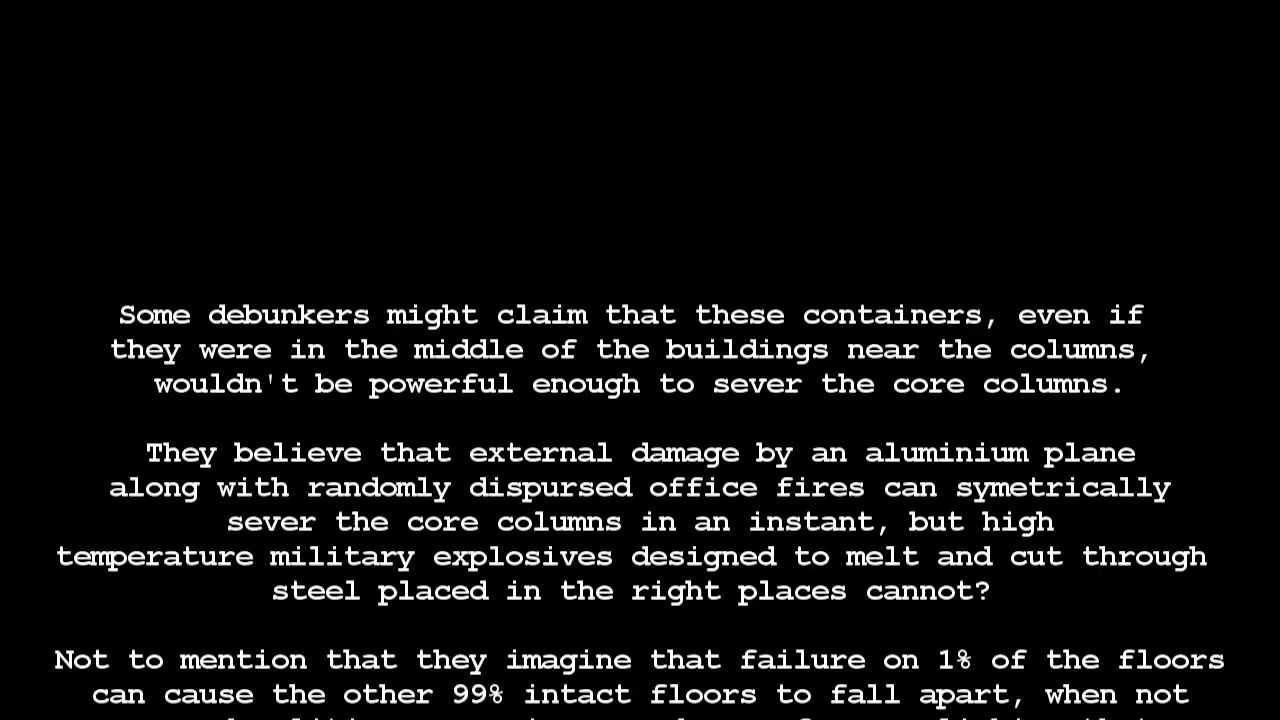 Some debunkers might claim that these containers, even if
they were in the middle of the buildings near the columns,
wouldn't be powerful enough to sever the core columns.
They believe that external damage by an aluminium plane
along with randomly dispursed office fires can symetrically
sever the core columns in an instant, but high
temperature military explosives designed to melt and cut through
steel placed in the right places cannot?
Not to mention that they imagine that failure on 1% of the floors
can cause the other 99% intact floors to fall apart, when not